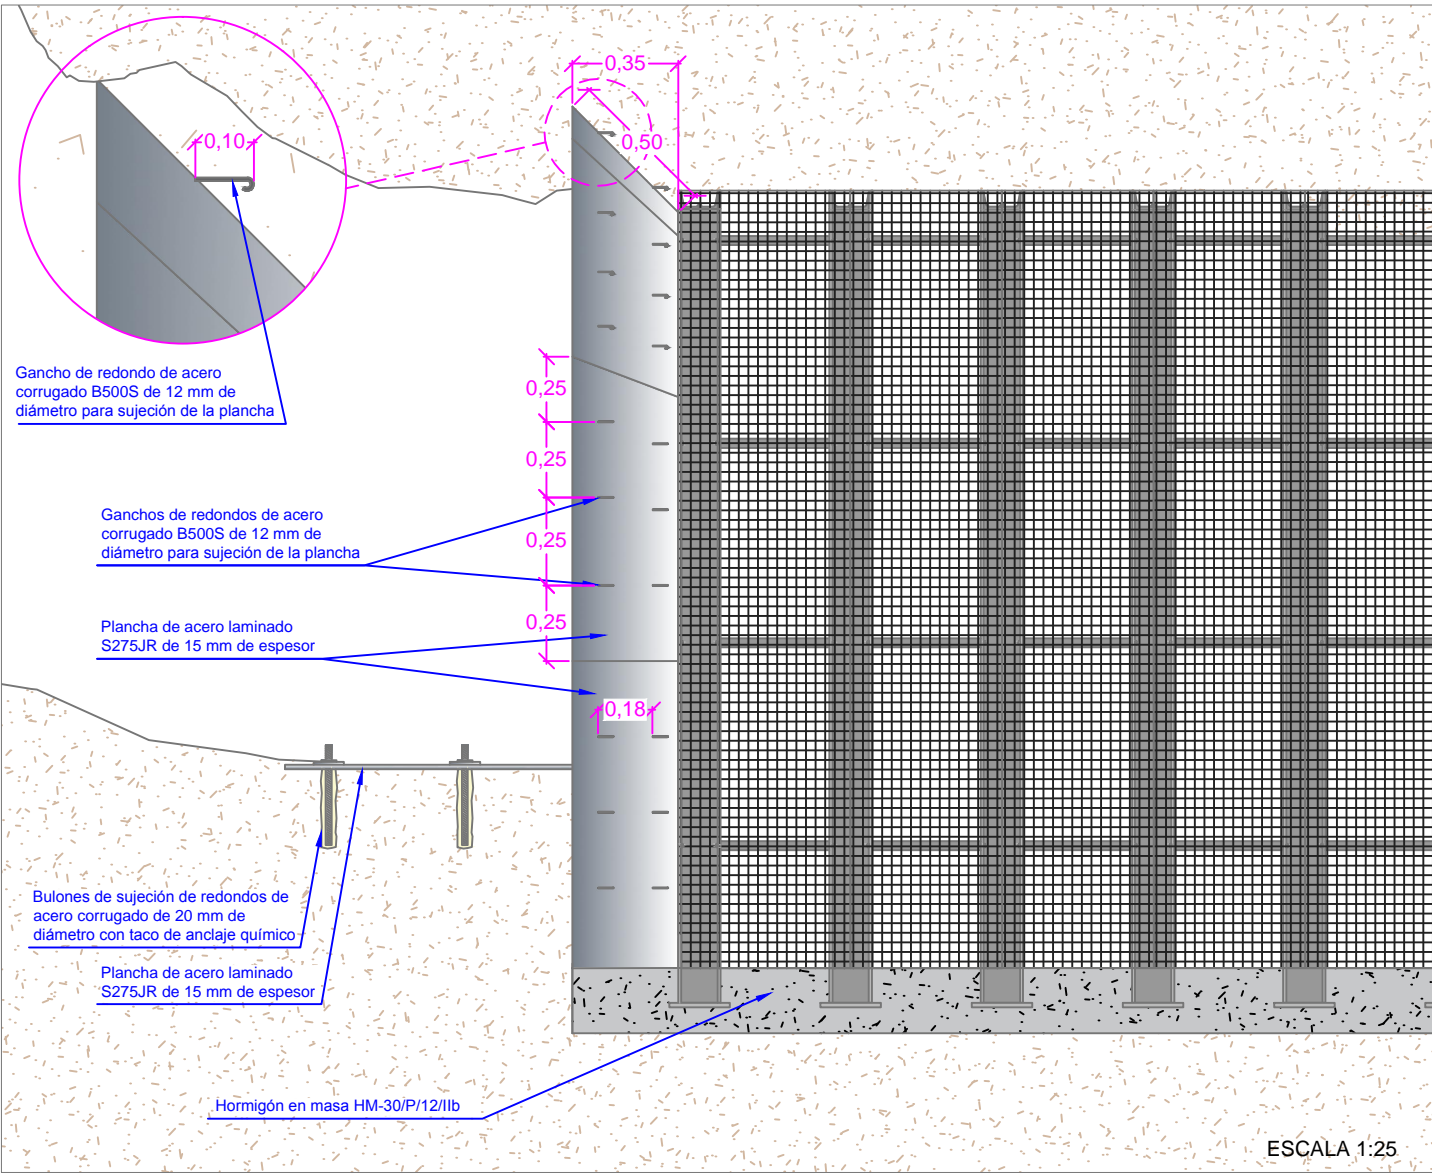 0,35
0,50
0,10
Gancho de redondo de acero
corrugado B500S de 12 mm de
diámetro para sujeción de la plancha
0,25
0,25
Ganchos de redondos de acero
corrugado B500S de 12 mm de
diámetro para sujeción de la plancha
0,25
0,25
Plancha de acero laminado
S275JR de 15 mm de espesor
0,18
Bulones de sujeción de redondos de
acero corrugado de 20 mm de
diámetro con taco de anclaje químico
Plancha de acero laminado
S275JR de 15 mm de espesor
Hormigón en masa HM-30/P/12/IIb
ESCALA 1:25